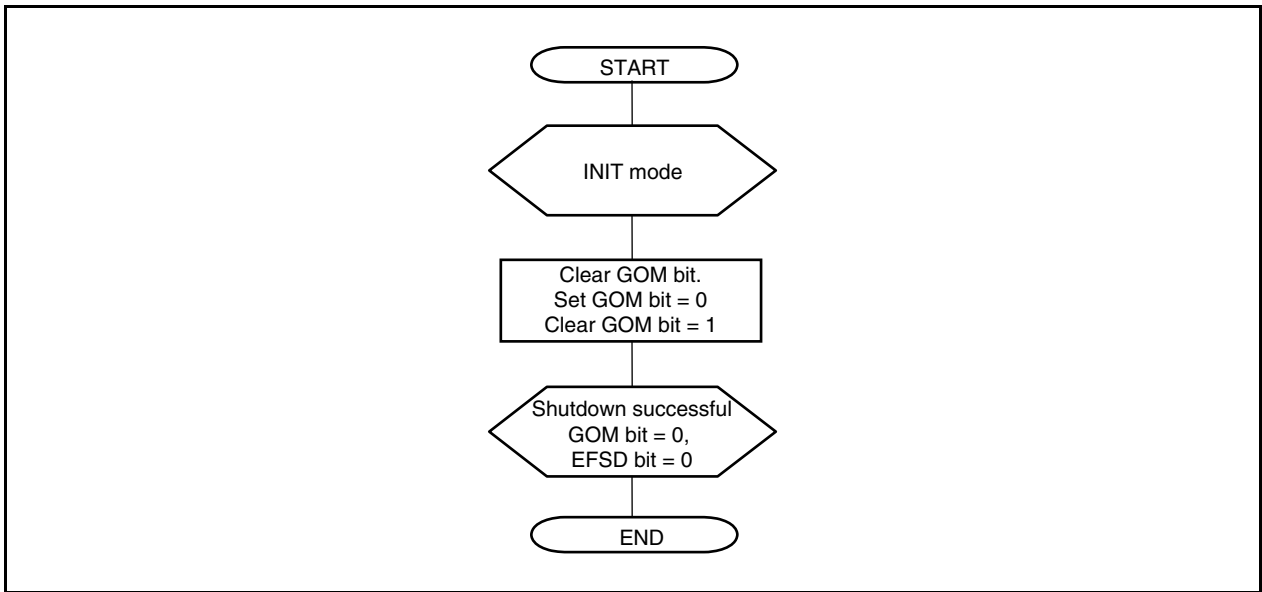 START
INIT mode
Clear GOM bit.
Set GOM bit = 0
Clear GOM bit = 1
Shutdown successful
GOM bit = 0,
EFSD bit = 0
END